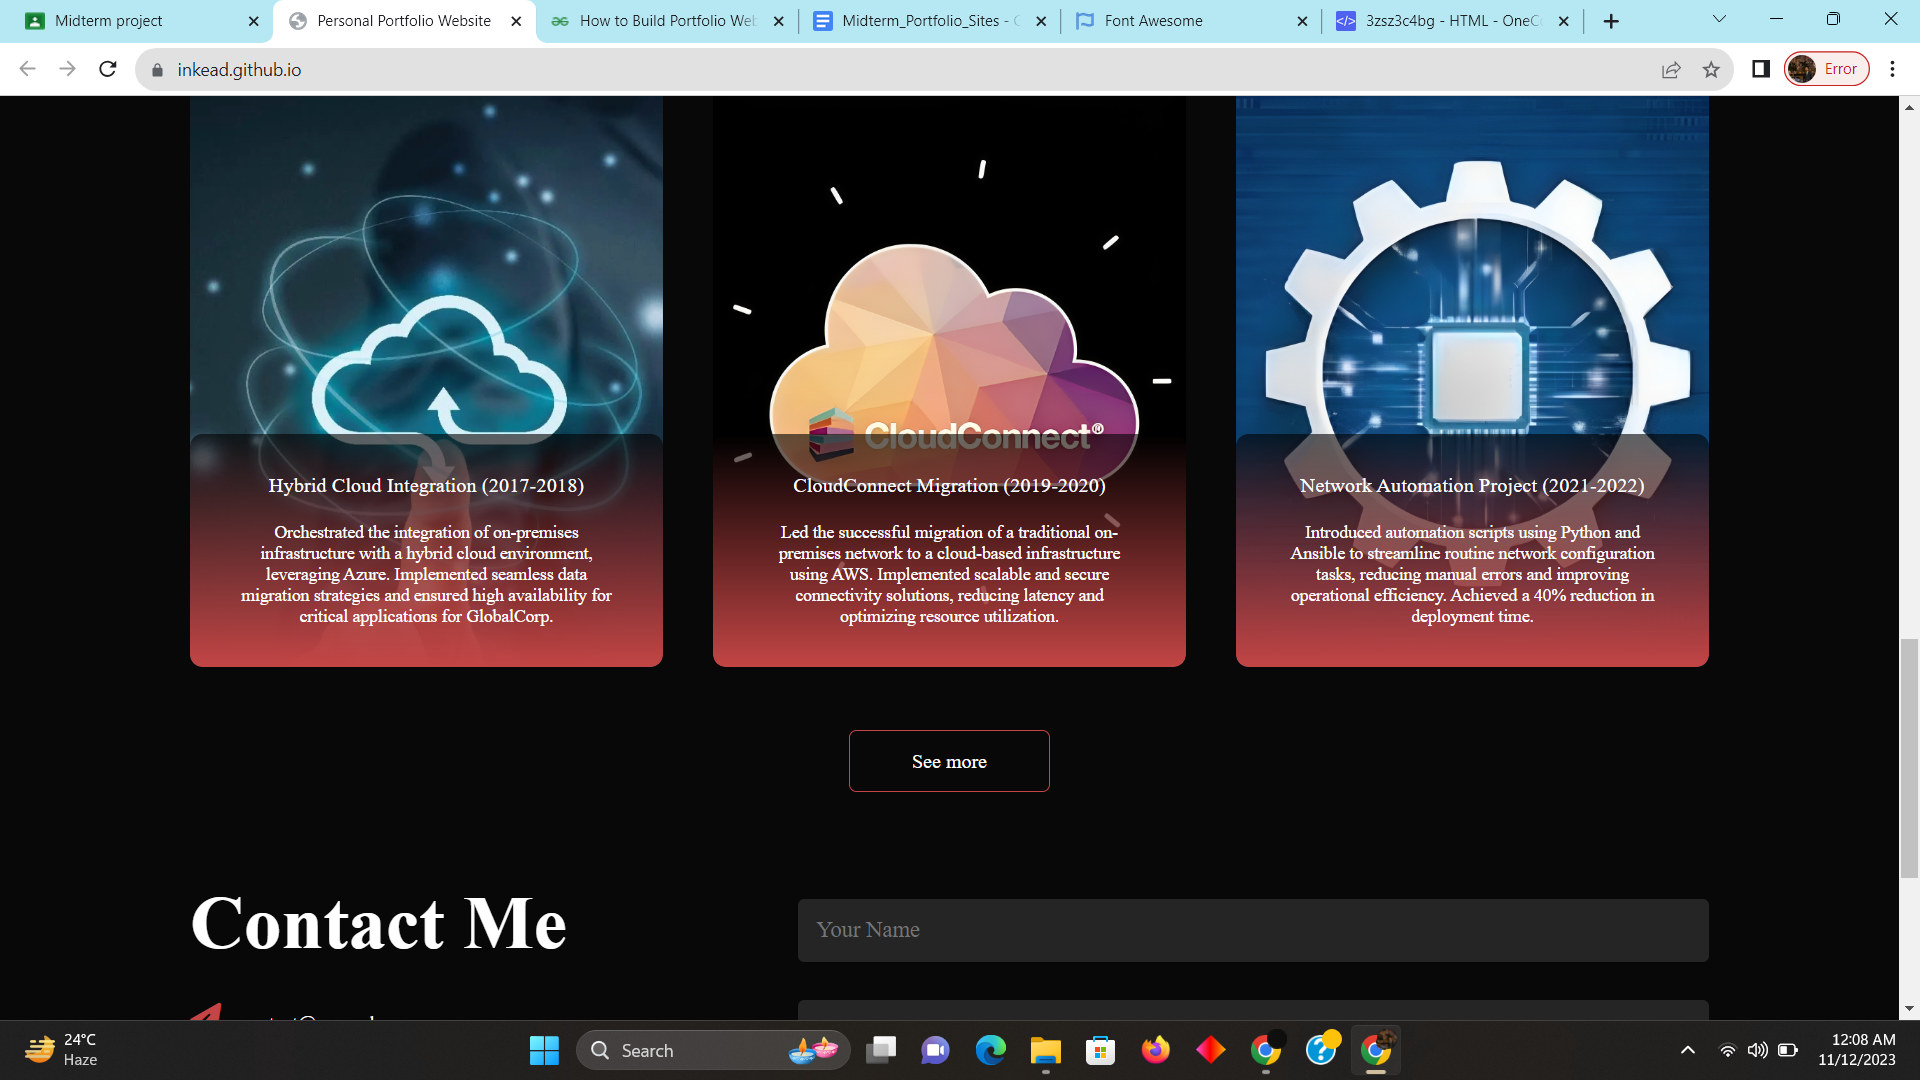 Midterm project
Personal Portfolio Website
How to Build Portfolio Web
Midterm_Portfolio_Sites -
Font Awesome
3zsz3c4bg - HTML - OneCo
inkead.github.io
Error
CloudConnect®
Hybrid Cloud Integration (2017-2018)
Orchestrated the integration of on-premises
infrastructure with a hybrid cloud environment,
leveraging Azure. Implemented seamless data
migration strategies and ensured high availability for
critical applications for GlobalCorp.
CloudConnect Migration (2019-2020)
Led the successful migration of a traditional on-
premises network to a cloud-based infrastructure
using AWS. Implemented scalable and secure
connectivity solutions, reducing latency and
optimizing resource utilization.
Network Automation Project (2021-2022)
Introduced automation scripts using Python and
Ansible to streamline routine network configuration
tasks, reducing manual errors and improving
operational efficiency. Achieved a 40% reduction in
deployment time.
See more
Contact Me
Your Name
24°C
Haze
Search
12:08 AM
11/12/2023